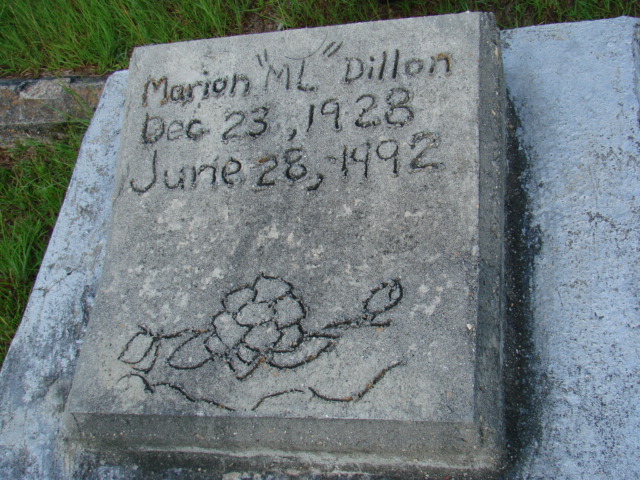 Marion "ML" Dillon
Dec 23, 1928
June 28, 1992